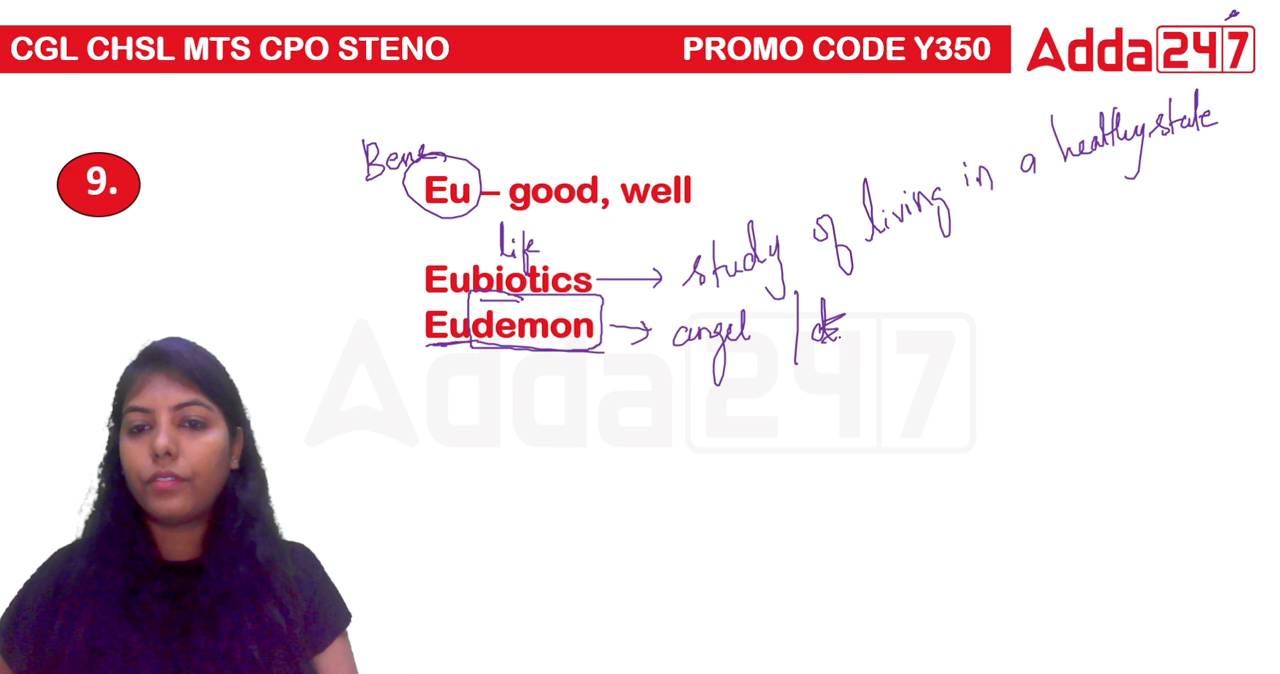 CGL CHSL MTS CPO STENO PROMO CODE Y350 Adda247
9.
Bene
Eu – good, well
life
Eubiotics → study of living in a healthy state
Eudemon → angel |
Adda247